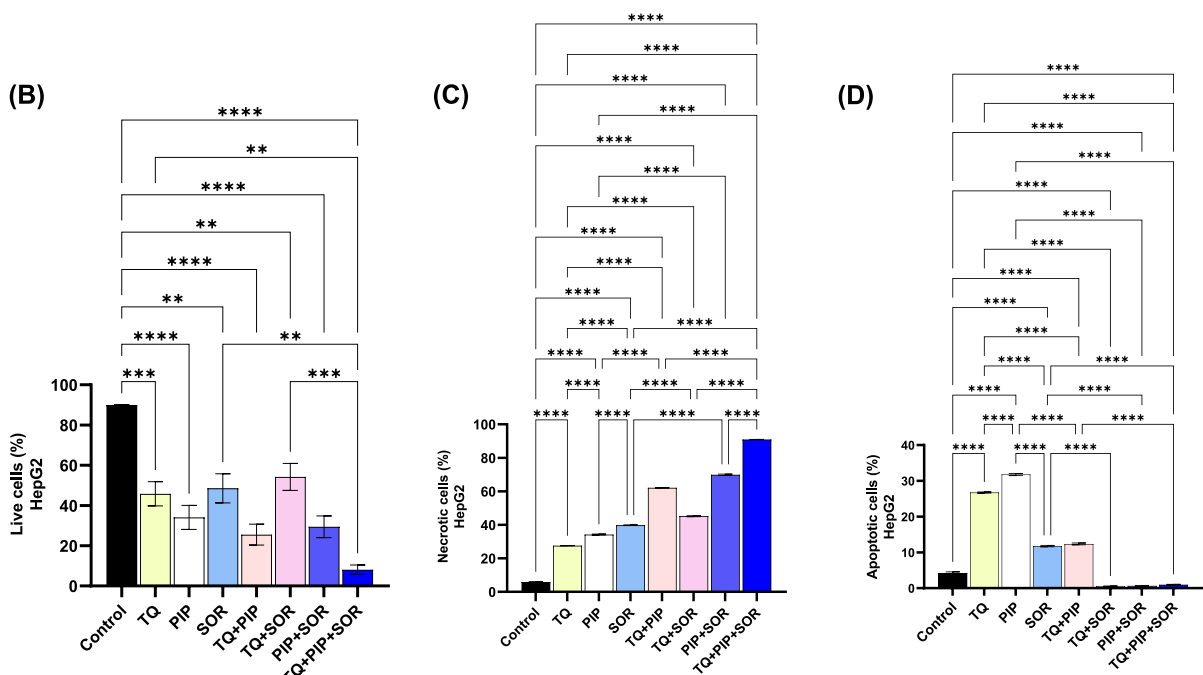 (B)
****
**
****
**
****
**
**** **
*** ***
Live cells (%)
HepG2
100
80
60
40
20
0
Control
TQ
PIP
SOR
TQ+PIP
TQ+SOR
PIP+SOR
TQ+PIP+SOR
(C)
****
****
****
****
****
****
****
****
****
****
**** ****
**** **** ****
**** **** ****
**** **** **** ****
Necrotic cells (%)
HepG2
100
80
60
40
20
0
Control
TQ
PIP
SOR
TQ+PIP
TQ+SOR
PIP+SOR
TQ+PIP+SOR
(D)
****
****
****
****
****
****
****
****
****
****
**** ****
**** ****
**** **** ****
**** **** ****
Apoptotic cells (%)
HepG2
40
30
20
10
0
Control
TQ
PIP
SOR
TQ+PIP
TQ+SOR
PIP+SOR
TQ+PIP+SOR